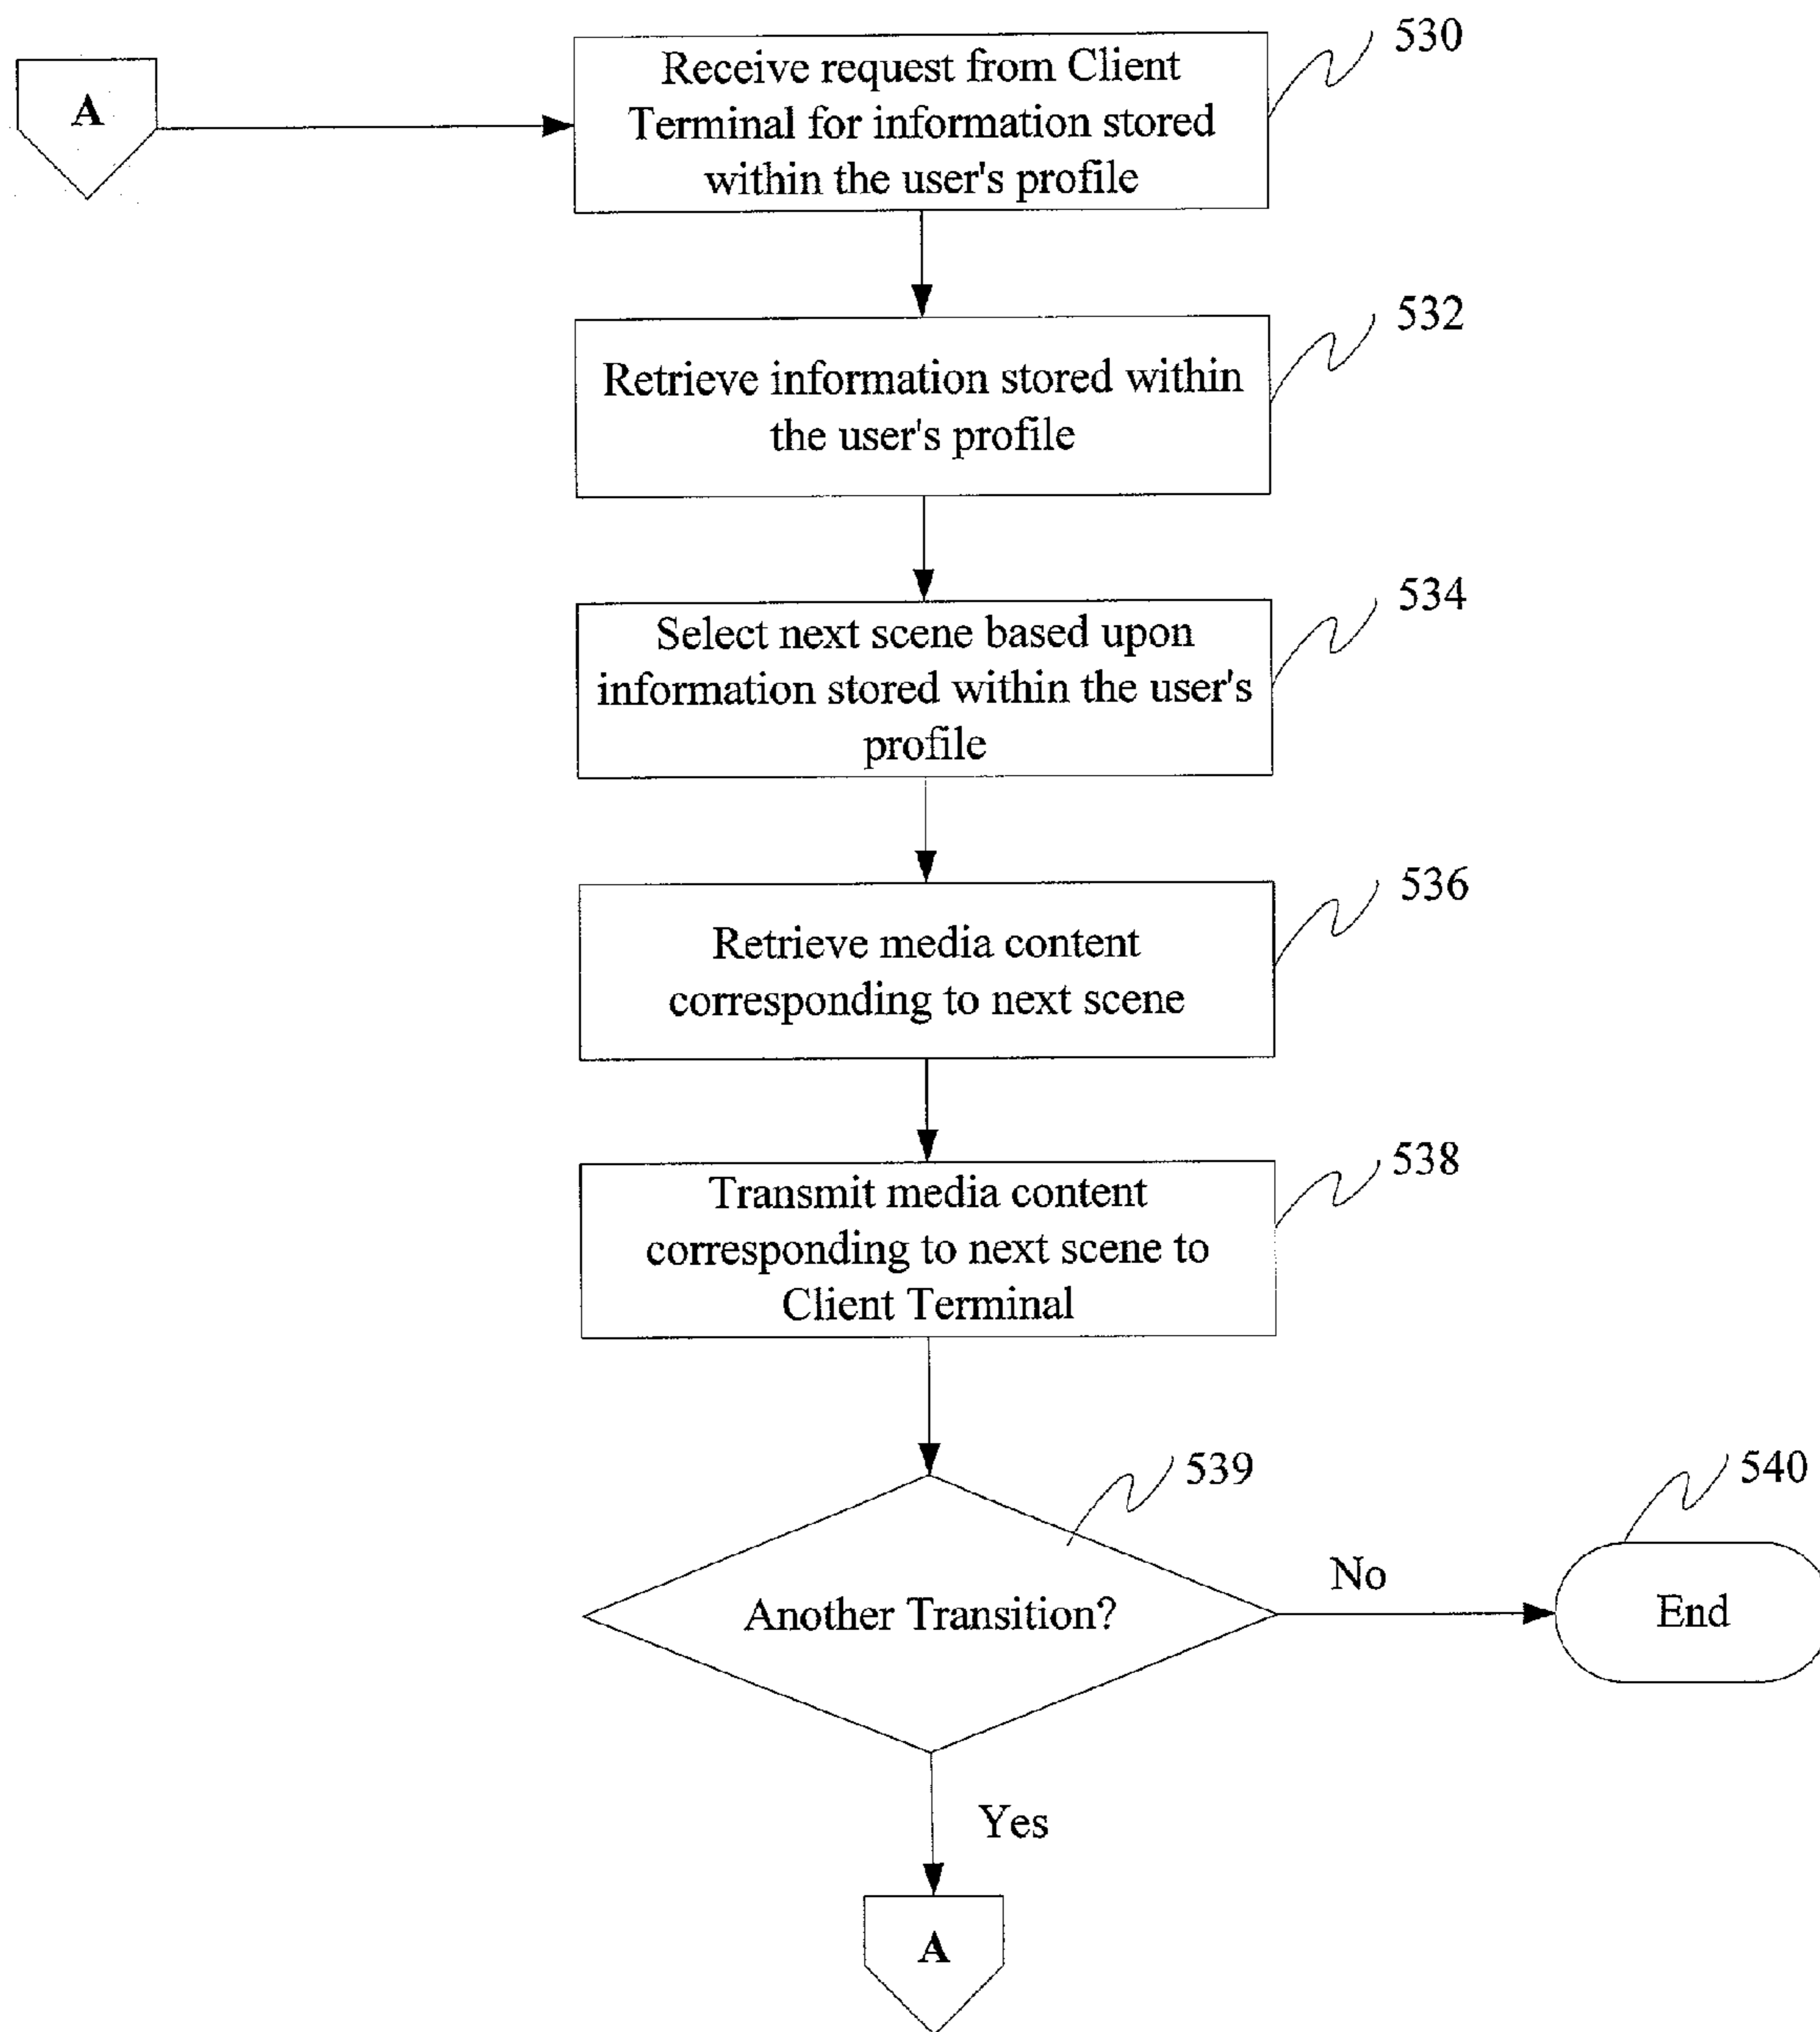 A
Receive request from Client
Terminal for information stored
within the user's profile
530
Retrieve information stored within
the user's profile
532
Select next scene based upon
information stored within the user's
profile
534
Retrieve media content
corresponding to next scene
536
Transmit media content
corresponding to next scene to
Client Terminal
538
Another Transition?
539
No
End
540
Yes
A